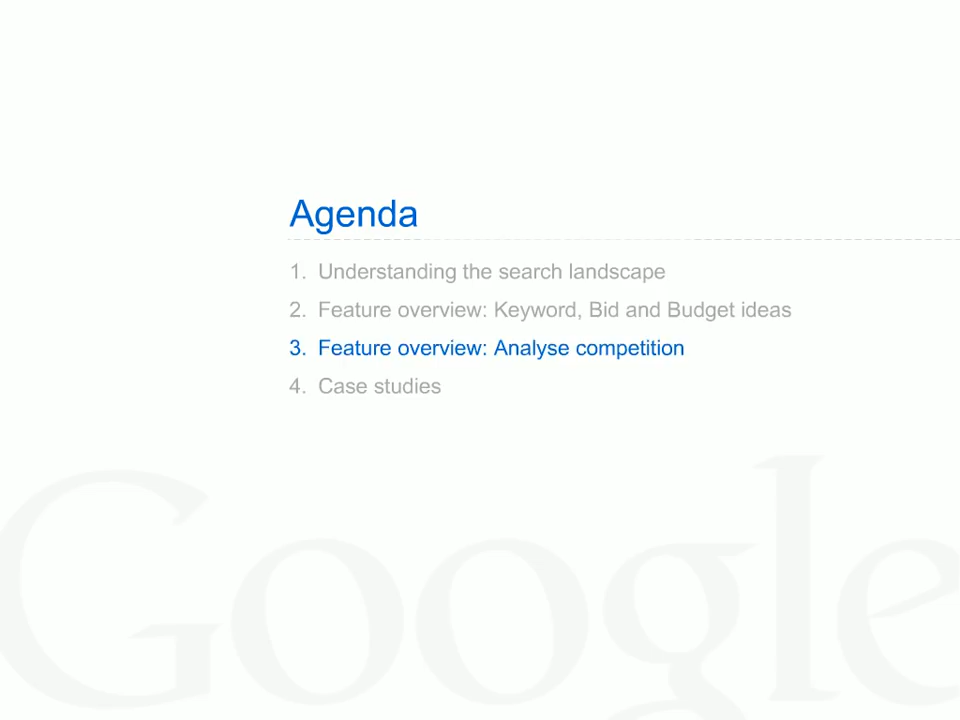 Agenda
1. Understanding the search landscape
2. Feature overview: Keyword, Bid and Budget ideas
3. Feature overview: Analyse competition
4. Case studies
Google